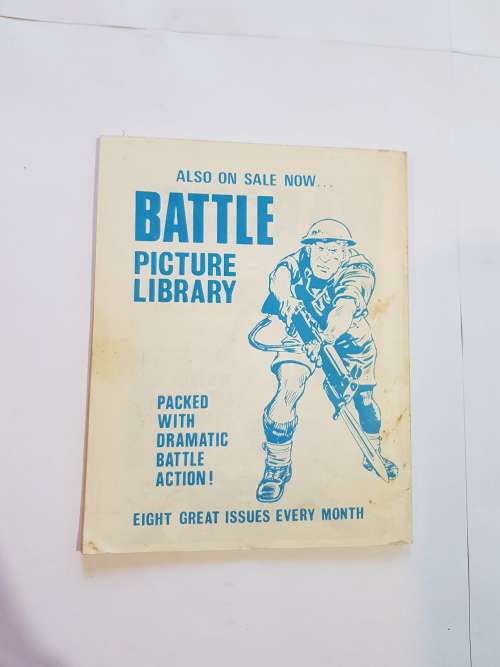 ALSO ON SALE NOW...
BATTLE
PICTURE
LIBRARY
PACKED
WITH
DRAMATIC
BATTLE
ACTION!
EIGHT GREAT ISSUES EVERY MONTH